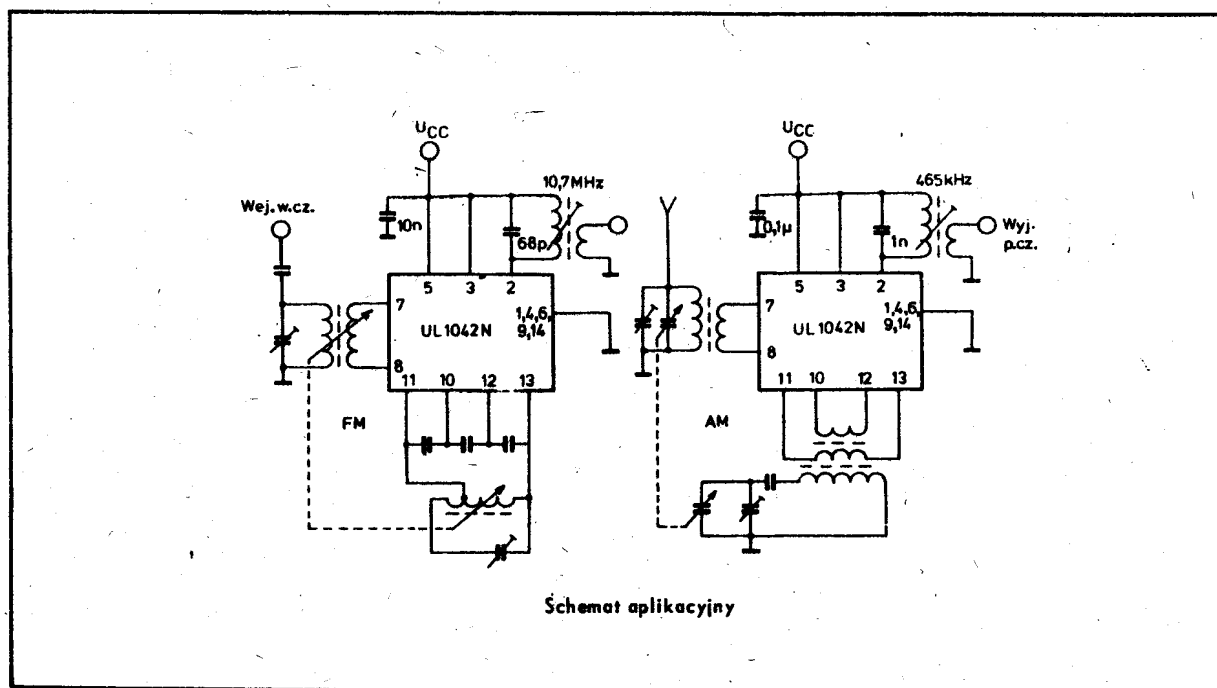 UCC
10,7MHz
Wej.w.cz.
10n
68p
5 3 2
7
UL1042N
1,4,6,
9,14
8
11 10 12 13
FM
UCC
465kHz
0,1µ
1n
Wyj.
p.cz.
5 3 2
7
UL1042N
1,4,6,
9,14
8
11 10 12 13
AM
Schemat aplikacyjny